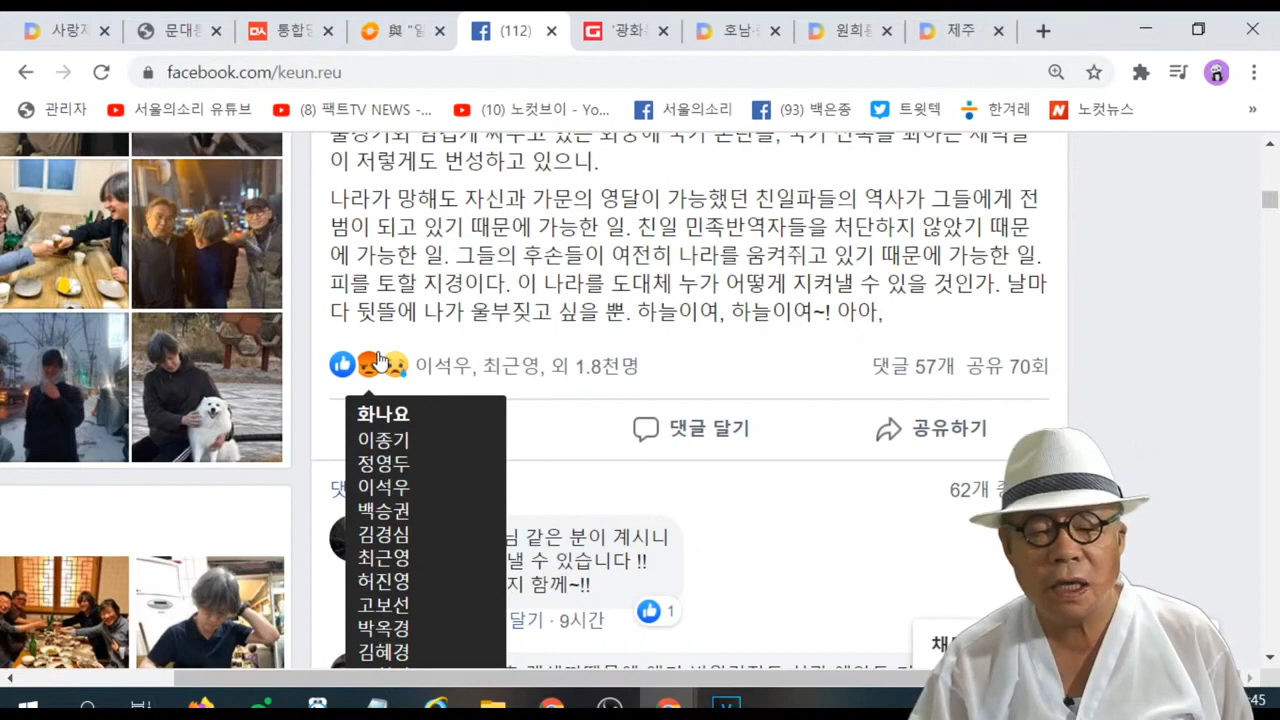 사랑제
문대통
통합당
與 "일
(112)
'광화문
호남
원희룡
제주
facebook.com/keun.reu
관리자
서울의소리 유튜브
(8) 팩트TV NEWS -...
(10) 노컷브이 - Yo...
서울의소리
(93) 백은종
트윗텍
한겨레
노컷뉴스
»
이 저렇게도 번성하고 있으니.
나라가 망해도 자신과 가문의 영달이 가능했던 친일파들의 역사가 그들에게 전
범이 되고 있기 때문에 가능한 일. 친일 민족반역자들을 처단하지 않았기 때문
에 가능한 일. 그들의 후손들이 여전히 나라를 움켜쥐고 있기 때문에 가능한 일.
피를 토할 지경이다. 이 나라를 도대체 누가 어떻게 지켜낼 수 있을 것인가. 날마
다 뒷뜰에 나가 울부짖고 싶을 뿐. 하늘이여, 하늘이여~! 아아,
이석우, 최근영, 외 1.8천명
댓글 57개 공유 70회
댓글 달기
공유하기
화나요
이종기
정영두
이석우
백승권
김경심
최근영
허진영
고보선
박옥경
김혜경
62개
님 같은 분이 계시니
낼 수 있습니다 !!
지 함께~!!
달기 · 9시간
1
:45